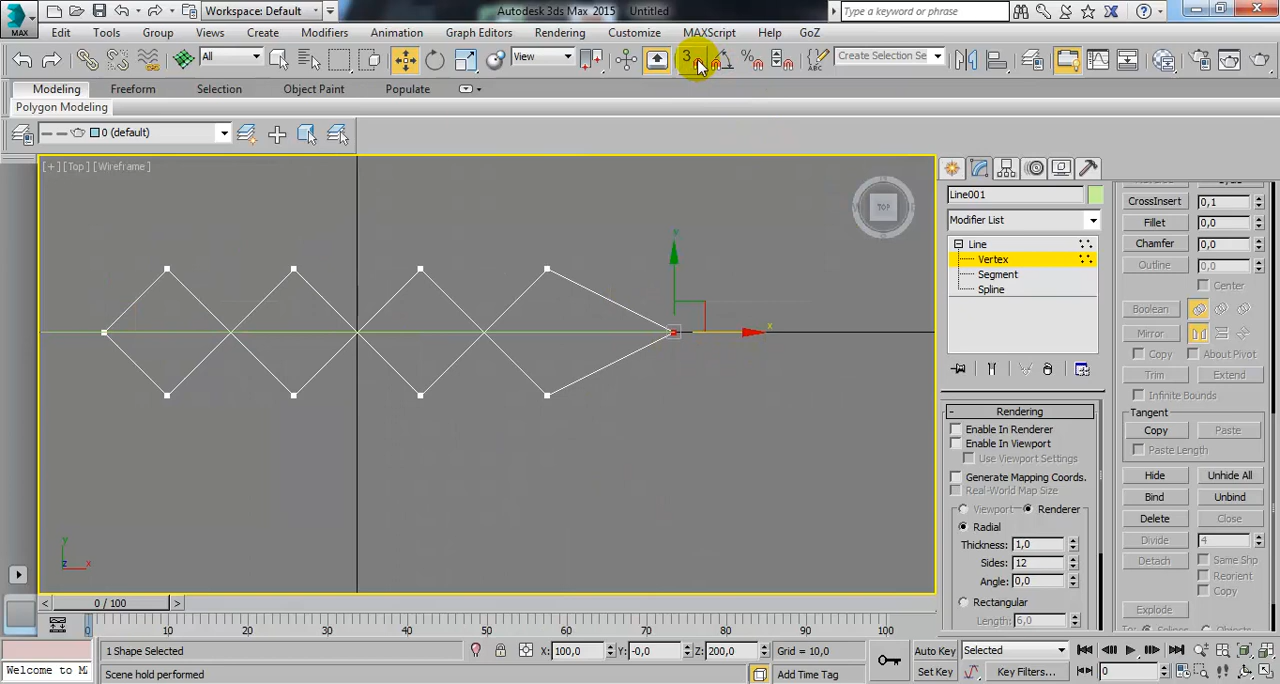 MAX
Workspace: Default
Autodesk 3ds Max 2015
Untitled
Type a keyword or phrase
Edit Tools Group Views Create Modifiers Animation Graph Editors Rendering Customize MAXScript Help GoZ
All
View
3
%
ABC
Create Selection Se
Modeling Freeform Selection Object Paint Populate
Polygon Modeling
0 (default)
[+] [Top] [Wireframe]
TOP
y
x
y
z
x
Line001
Modifier List
Line
Vertex
Segment
Spline
Rendering
Enable In Renderer
Enable In Viewport
Use Viewport Settings
Generate Mapping Coords.
Real-World Map Size
Viewport Renderer
Radial
Thickness: 1,0
Sides: 12
Angle: 0,0
Rectangular
Length: 6,0
CrossInsert 0,1
Fillet 0,0
Chamfer 0,0
Outline 0,0
Center
Boolean
Mirror
Copy About Pivot
Trim Extend
Infinite Bounds
Tangent
Copy Paste
Paste Length
Hide Unhide All
Bind Unbind
Delete Close
Divide 4
Detach Same Shp
Reorient
Copy
Explode
To: Splines Objects
0 / 100
0 10 20 30 40 50 60 70 80 90 100
1 Shape Selected
X: 100,0 Y: -0,0 Z: 200,0 Grid = 10,0
Auto Key Selected
Welcome to M
Scene hold performed
Add Time Tag
Set Key Key Filters...
0